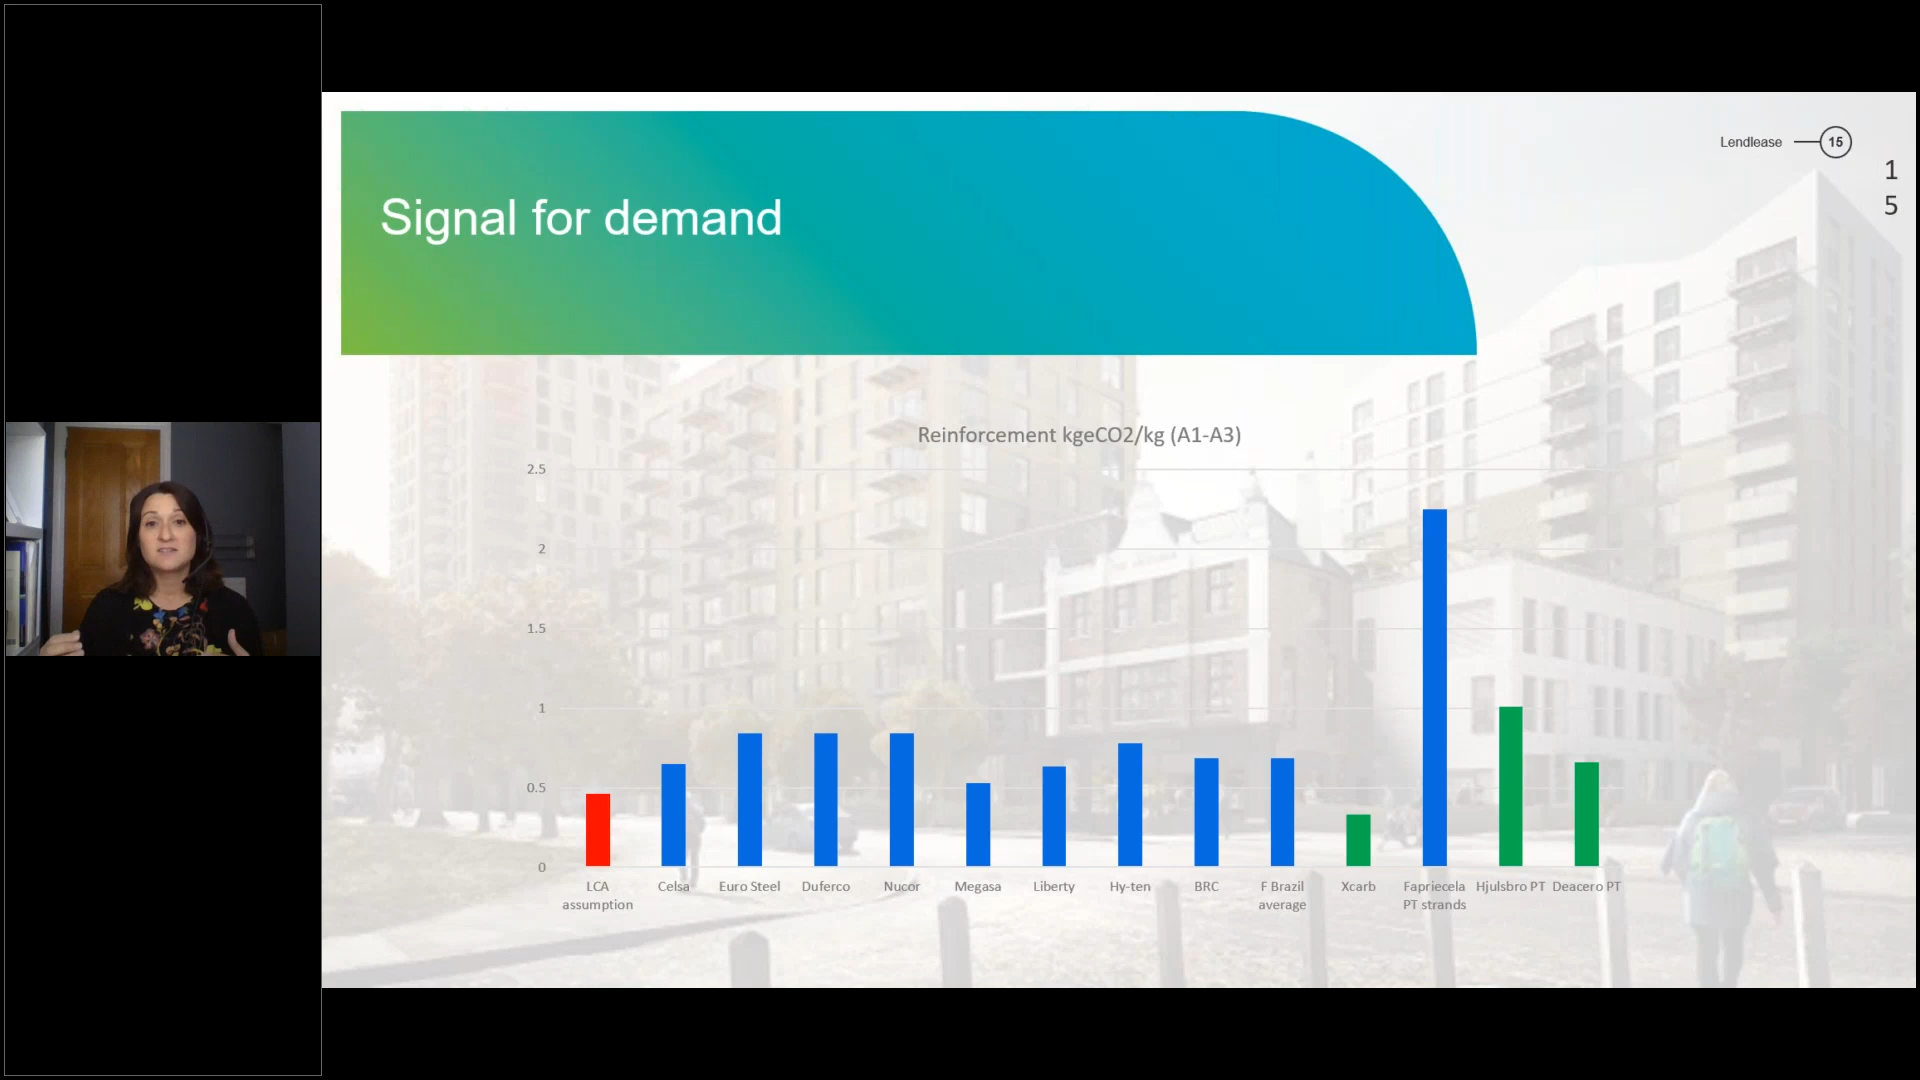 Lendlease
15
1
5
Signal for demand
Reinforcement kgeCO2/kg (A1-A3)
2.5
2
1.5
1
0.5
0
LCA assumption
Celsa
Euro Steel
Duferco
Nucor
Megasa
Liberty
Hy-ten
BRC
F Brazil average
Xcarb
Fapriecela PT strands
Hjulsbro PT
Deacero PT